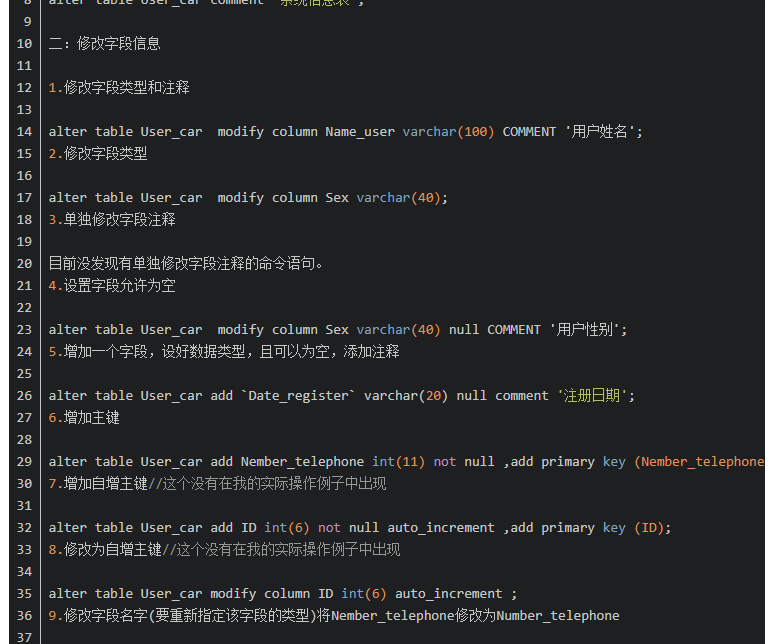 8 alter table User_car comment '系统信息表';
9
10 二：修改字段信息
11
12 1.修改字段类型和注释
13
14 alter table User_car  modify column Name_user varchar(100) COMMENT '用户姓名';
15 2.修改字段类型
16
17 alter table User_car  modify column Sex varchar(40);
18 3.单独修改字段注释
19
20 目前没发现有单独修改字段注释的命令语句。
21 4.设置字段允许为空
22
23 alter table User_car  modify column Sex varchar(40) null COMMENT '用户性别';
24 5.增加一个字段，设好数据类型，且可以为空，添加注释
25
26 alter table User_car add `Date_register` varchar(20) null comment '注册日期';
27 6.增加主键
28
29 alter table User_car add Nember_telephone int(11) not null ,add primary key (Nember_telephone
30 7.增加自增主键//这个没有在我的实际操作例子中出现
31
32 alter table User_car add ID int(6) not null auto_increment ,add primary key (ID);
33 8.修改为自增主键//这个没有在我的实际操作例子中出现
34
35 alter table User_car modify column ID int(6) auto_increment ;
36 9.修改字段名字(要重新指定该字段的类型)将Nember_telephone修改为Number_telephone
37